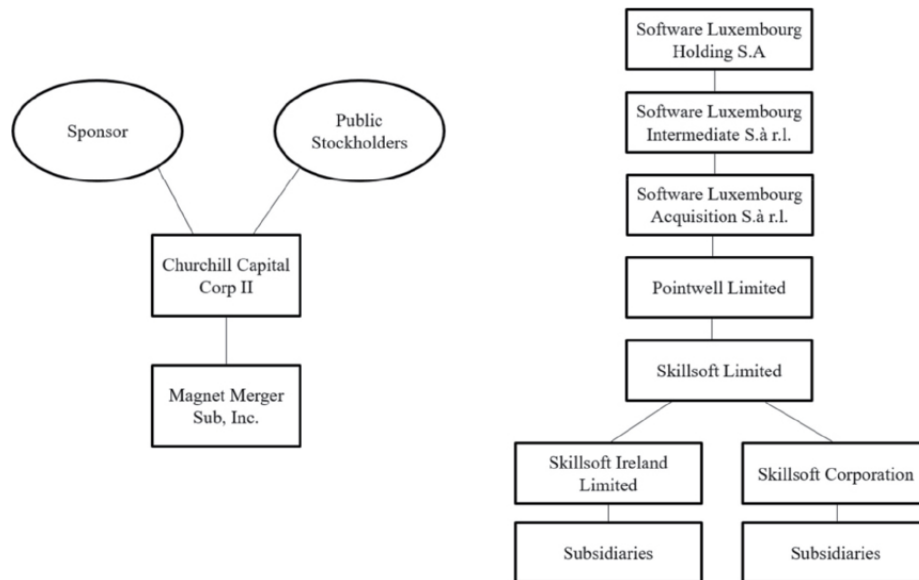 Sponsor
Public
Stockholders
Churchill Capital
Corp II
Magnet Merger
Sub, Inc.
Software Luxembourg
Holding S.A
Software Luxembourg
Intermediate S.à r.l.
Software Luxembourg
Acquisition S.à r.l.
Pointwell Limited
Skillsoft Limited
Skillsoft Ireland
Limited
Skillsoft Corporation
Subsidiaries
Subsidiaries